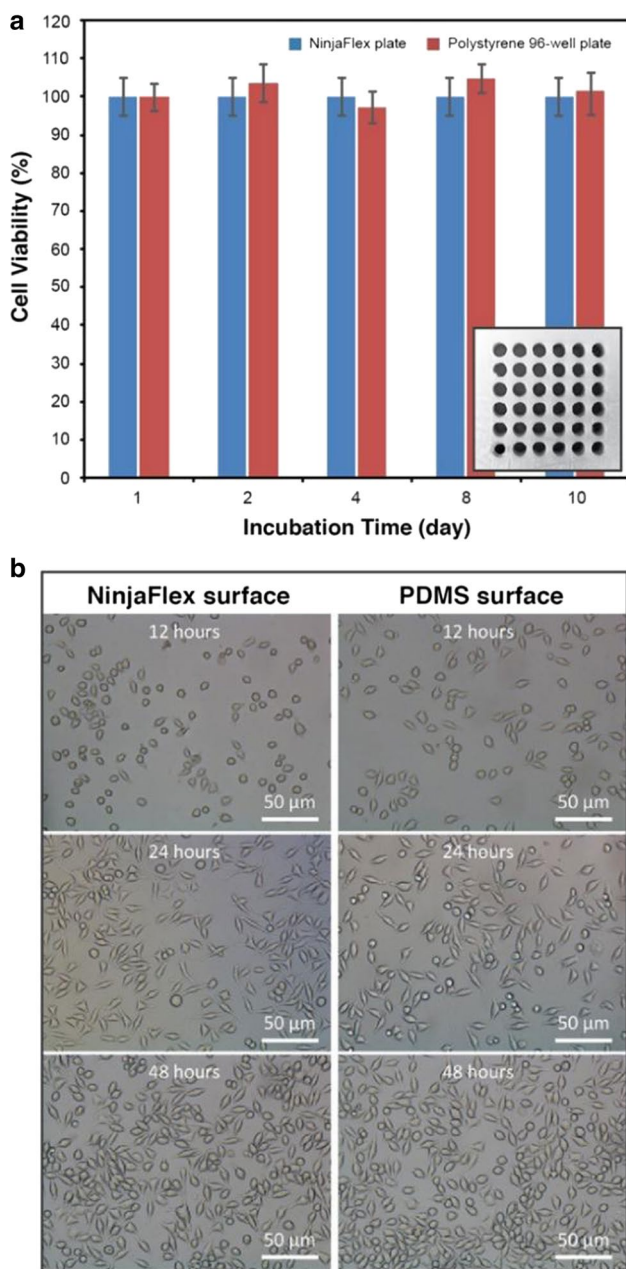 a
120
110
100
90
80
70
60
50
40
30
20
10
0
Cell Viability (%)
NinjaFlex plate
Polystyrene 96-well plate
1 2 4 8 10
Incubation Time (day)
b
NinjaFlex surface PDMS surface
12 hours 12 hours
50 μm 50 μm
24 hours 24 hours
50 μm 50 μm
48 hours 48 hours
50 μm 50 μm